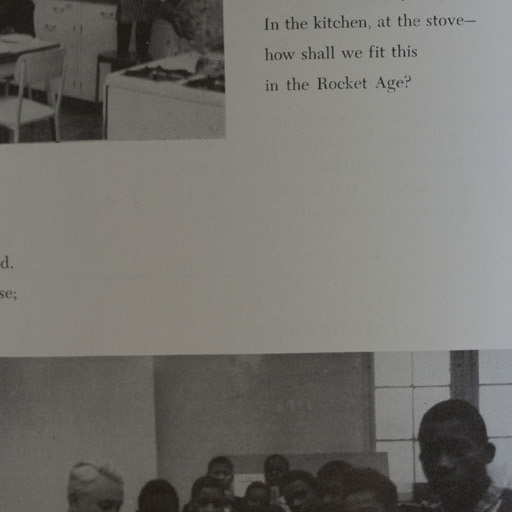 In the kitchen, at the stove—
how shall we fit this
in the Rocket Age?
d.
se;